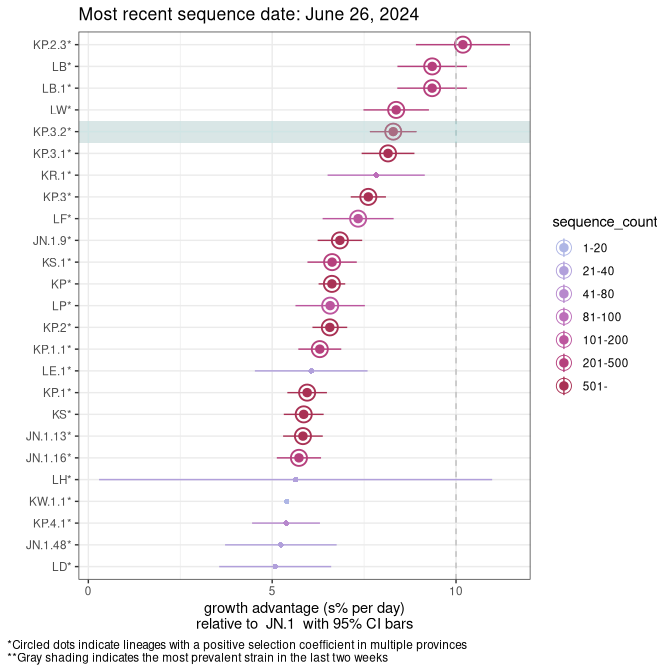 Most recent sequence date: June 26, 2024
KP.2.3*
LB*
LB.1*
LW*
KP.3.2*
KP.3.1*
KR.1*
KP.3*
LF*
JN.1.9*
KS.1*
KP*
LP*
KP.2*
KP.1.1*
LE.1*
KP.1*
KS*
JN.1.13*
JN.1.16*
LH*
KW.1.1*
KP.4.1*
JN.1.48*
LD*
0
5
10
growth advantage (s% per day)
relative to JN.1 with 95% CI bars
sequence_count
1-20
21-40
41-80
81-100
101-200
201-500
501-
*Circled dots indicate lineages with a positive selection coefficient in multiple provinces
**Gray shading indicates the most prevalent strain in the last two weeks